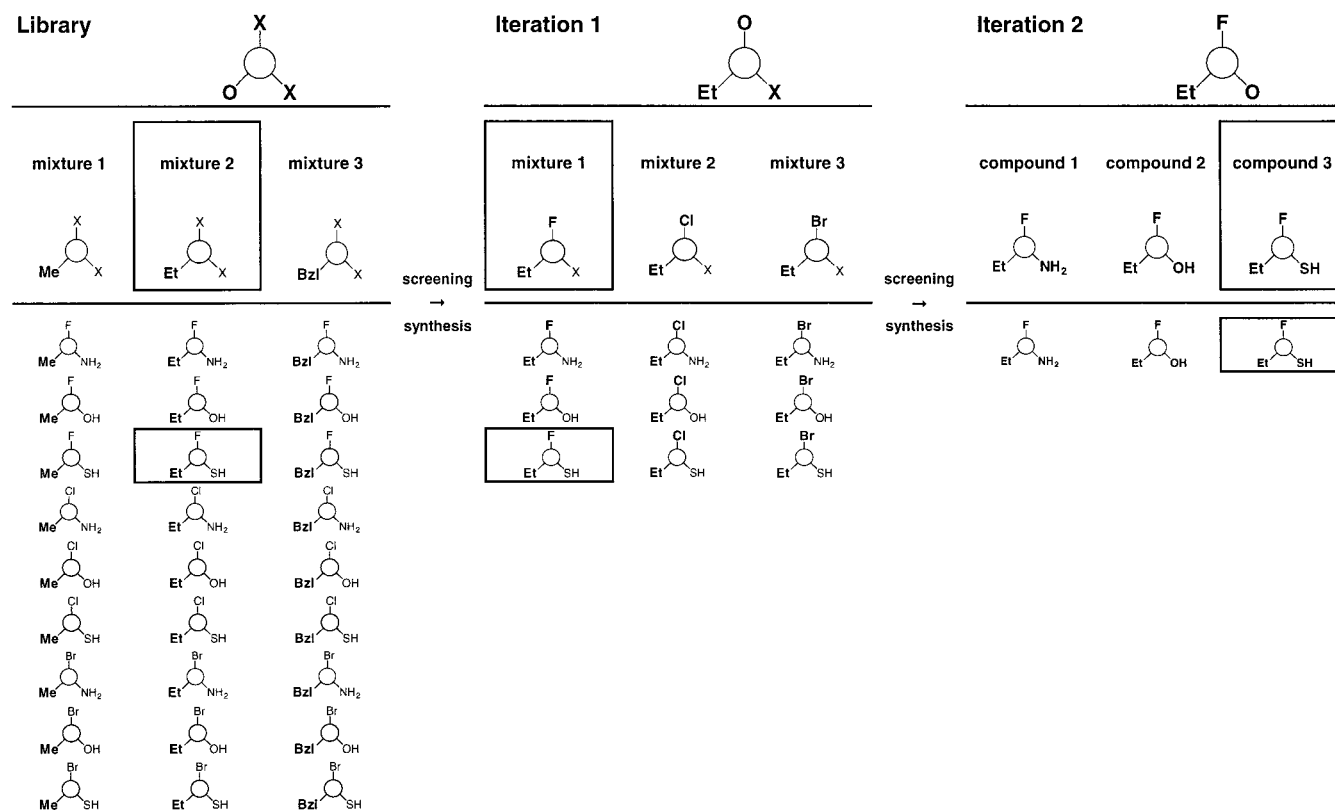 Library
X
O X
Iteration 1
O
Et X
Iteration 2
F
Et O
mixture 1 mixture 2 mixture 3
X X X
Me X Et X Bzl X
mixture 1 mixture 2 mixture 3
F Cl Br
Et X Et X Et X
compound 1 compound 2 compound 3
F F F
Et NH₂ Et OH Et SH
screening
→
synthesis
screening
→
synthesis
F F F
Me NH₂ Et NH₂ Bzl NH₂
F F F
Me OH Et OH Bzl OH
F F F
Me SH Et SH Bzl SH
Cl Cl Cl
Me NH₂ Et NH₂ Bzl NH₂
Cl Cl Cl
Me OH Et OH Bzl OH
Cl Cl Cl
Me SH Et SH Bzl SH
Br Br Br
Me NH₂ Et NH₂ Bzl NH₂
Br Br Br
Me OH Et OH Bzl OH
Br Br Br
Me SH Et SH Bzl SH
F Cl Br
Et NH₂ Et NH₂ Et NH₂
F Cl Br
Et OH Et OH Et OH
F Cl Br
Et SH Et SH Et SH
F F F
Et NH₂ Et OH Et SH